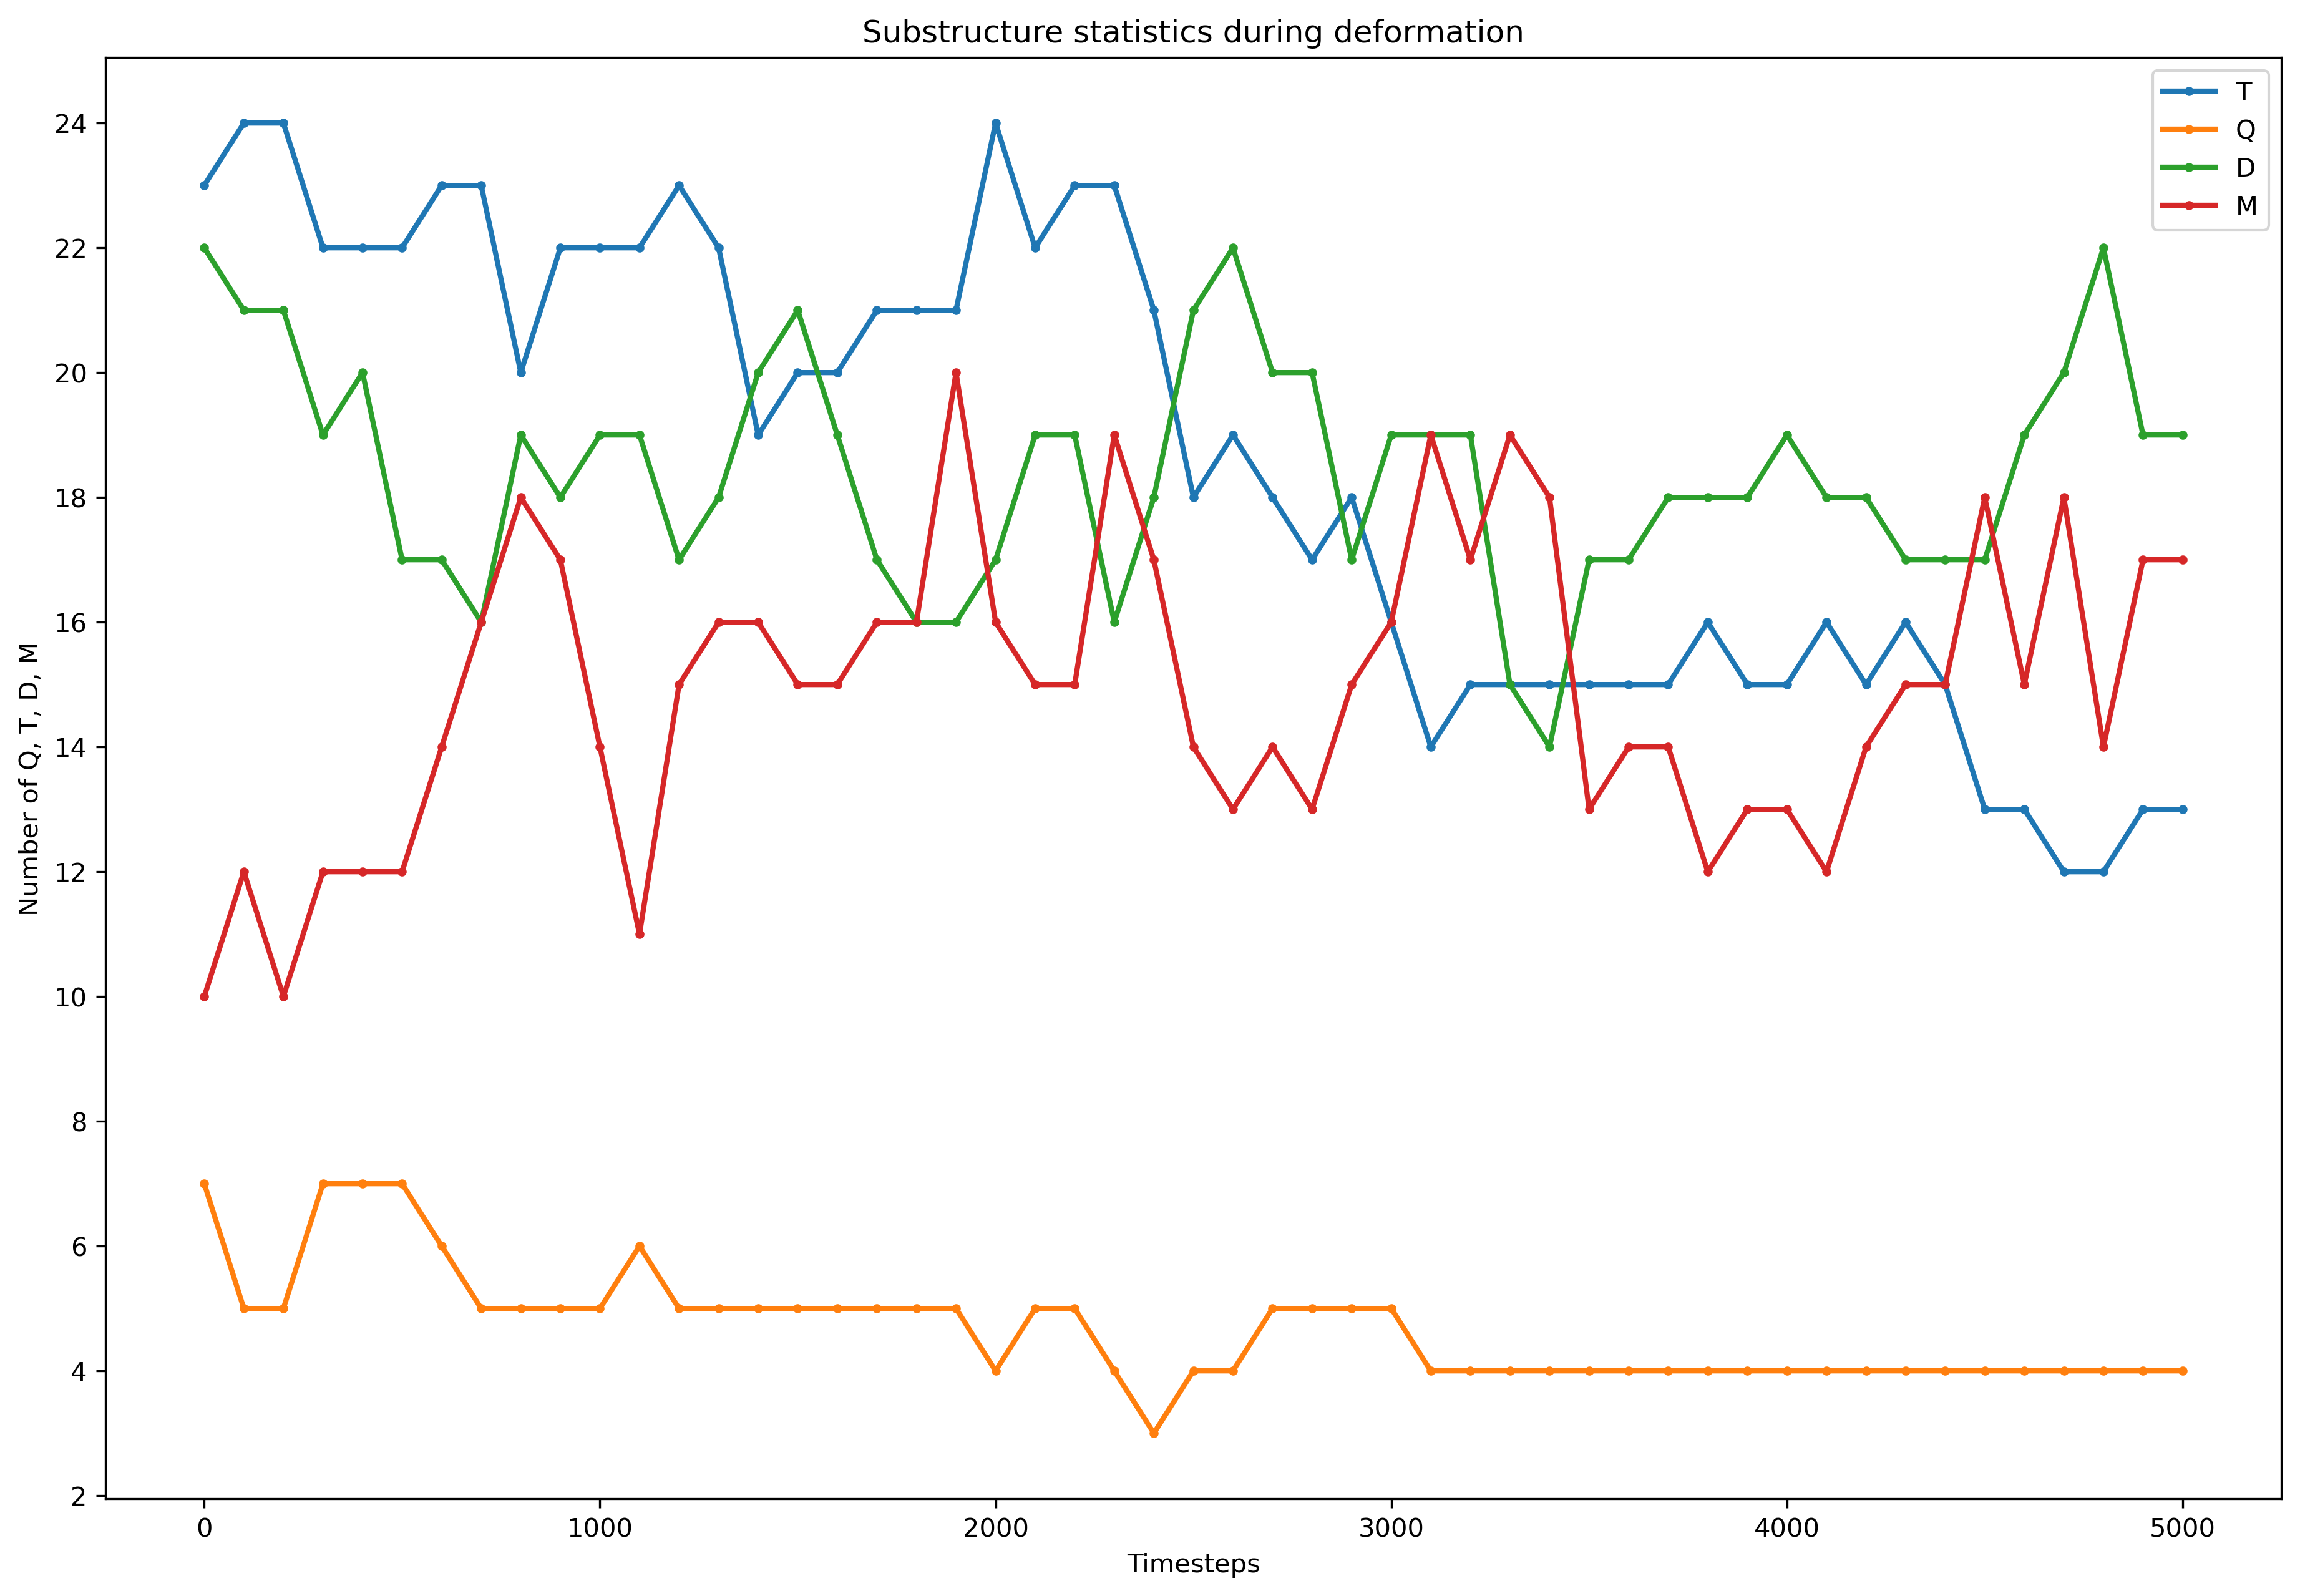 Substructure statistics during deformation
T
Q
D
M
Number of Q, T, D, M
24
22
20
18
16
14
12
10
8
6
4
2
0 1000 2000 3000 4000 5000
Timesteps